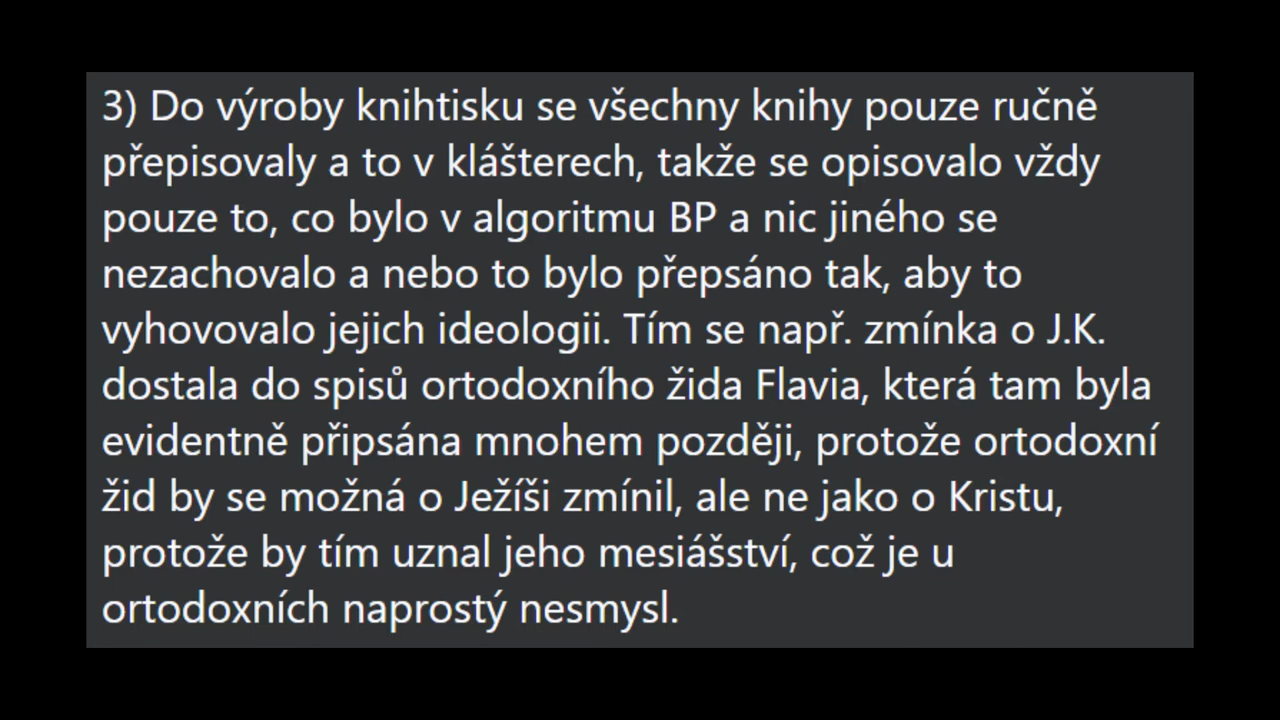 3) Do výroby knihtisku se všechny knihy pouze ručně
přepisovaly a to v klášterech, takže se opisovalo vždy
pouze to, co bylo v algoritmu BP a nic jiného se
nezachovalo a nebo to bylo přepsáno tak, aby to
vyhovovalo jejich ideologii. Tím se např. zmínka o J.K.
dostala do spisů ortodoxního žida Flavia, která tam byla
evidentně připsána mnohem později, protože ortodoxní
žid by se možná o Ježíši zmínil, ale ne jako o Kristu,
protože by tím uznal jeho mesiášství, což je u
ortodoxních naprostý nesmysl.